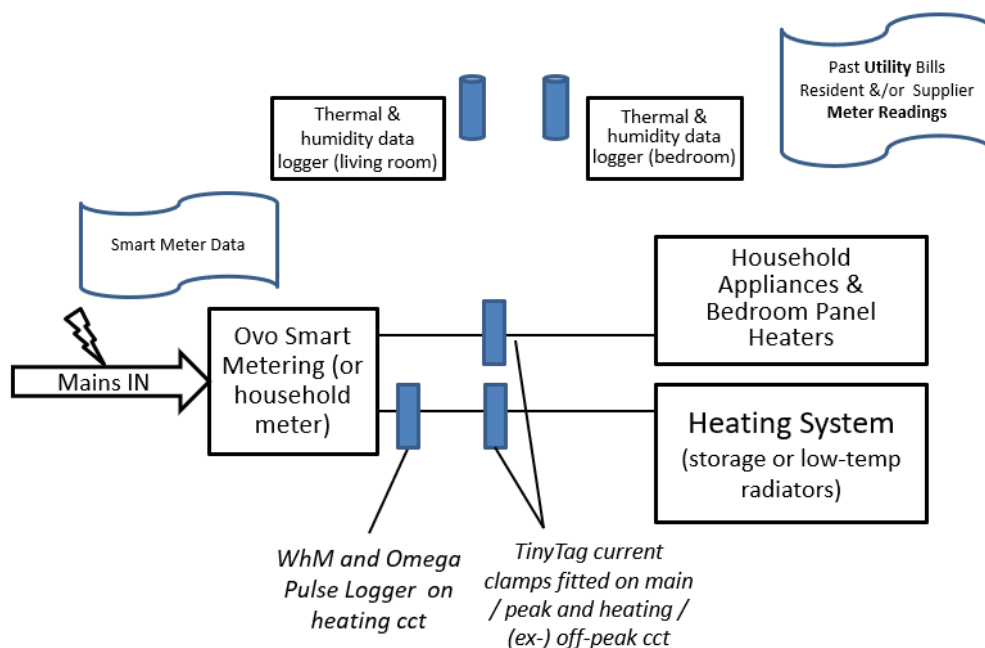 Past Utility Bills
Resident &/or Supplier
Meter Readings
Thermal &
humidity data
logger (living room)
Thermal &
humidity data
logger (bedroom)
Smart Meter Data
Mains IN
Ovo Smart
Metering (or
household
meter)
Household
Appliances &
Bedroom Panel
Heaters
Heating System
(storage or low-temp
radiators)
WhM and Omega
Pulse Logger on
heating cct
TinyTag current
clamps fitted on main
/ peak and heating /
(ex-) off-peak cct